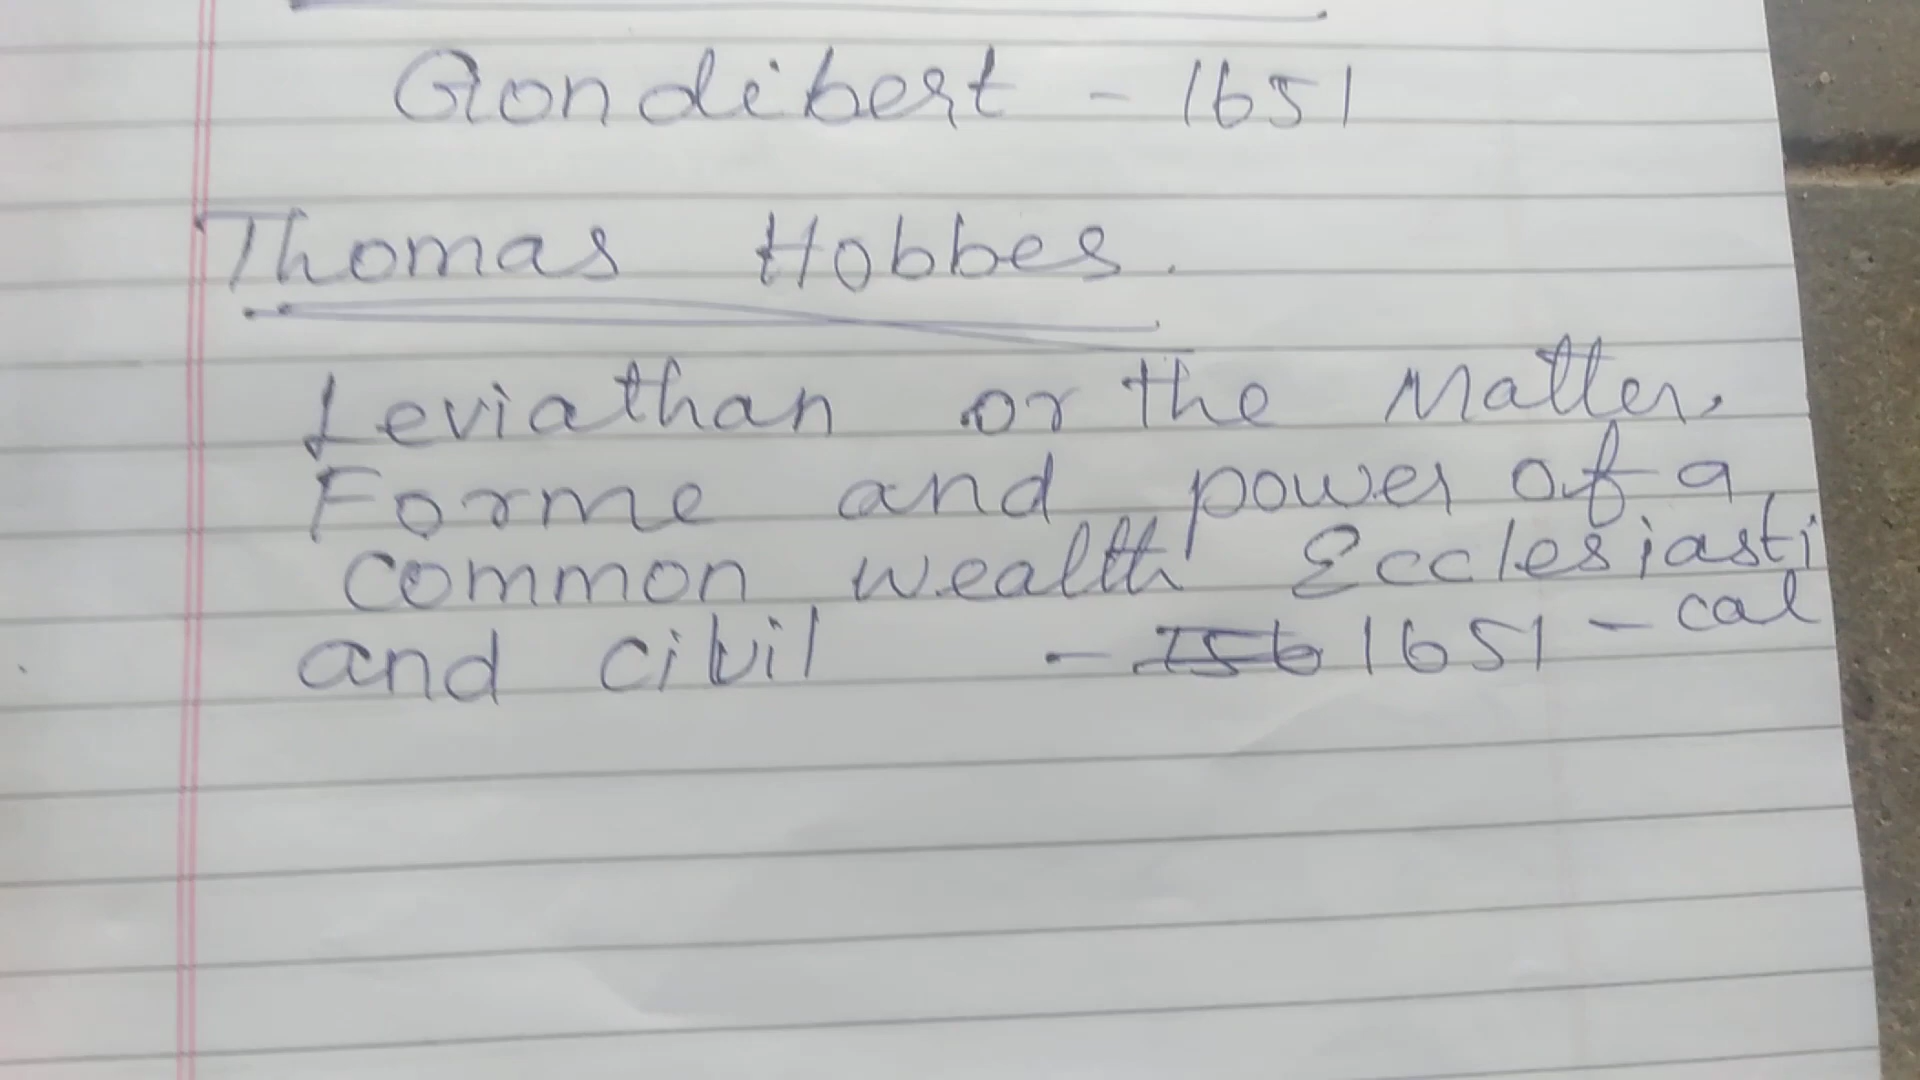 Gondibert - 1651
Thomas Hobbes.
Leviathan or the Matter,
Forme and power of a
common wealth Ecclesiasti
- cal
and civil - 156 1651